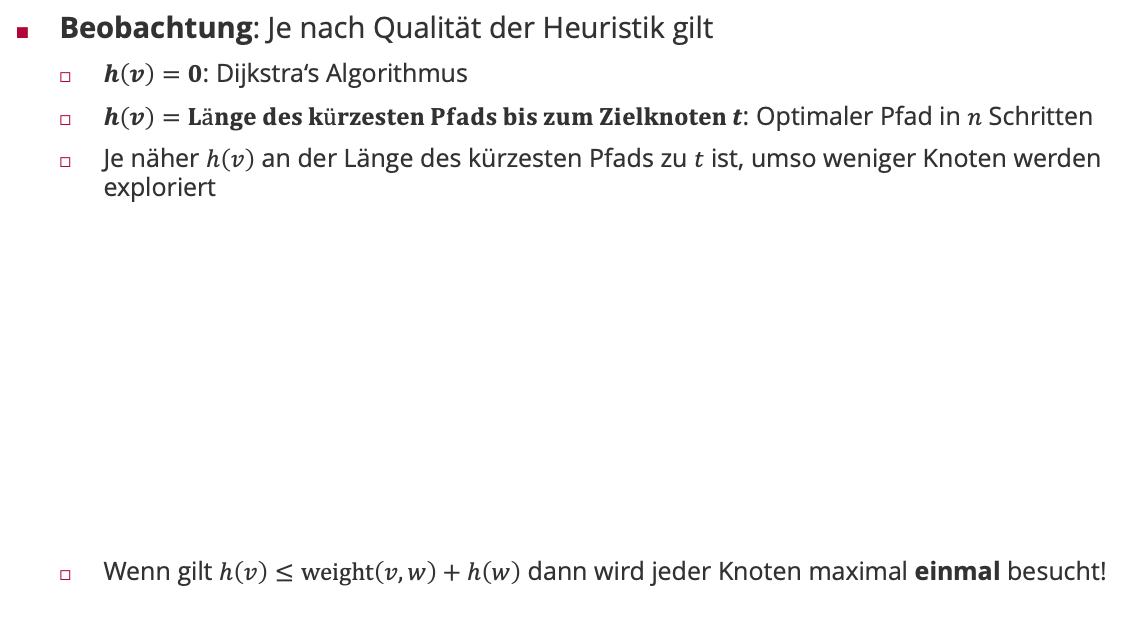 Beobachtung: Je nach Qualität der Heuristik gilt
h(v) = 0: Dijkstra‘s Algorithmus
h(v) = Länge des kürzesten Pfads bis zum Zielknoten t: Optimaler Pfad in n Schritten
Je näher h(v) an der Länge des kürzesten Pfads zu t ist, umso weniger Knoten werden
exploriert
Wenn gilt h(v) ≤ weight(v, w) + h(w) dann wird jeder Knoten maximal einmal besucht!